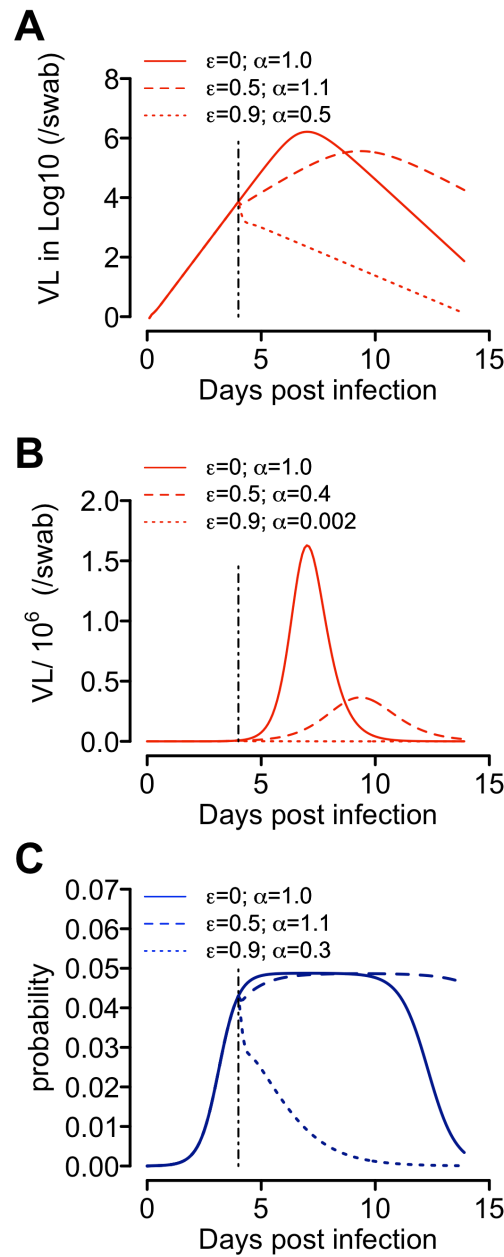 A
ε=0; α=1.0
ε=0.5; α=1.1
ε=0.9; α=0.5
VL in Log10 (/swab)
8
6
4
2
0
0 5 10 15
Days post infection
B
ε=0; α=1.0
ε=0.5; α=0.4
ε=0.9; α=0.002
VL/ 10⁶ (/swab)
2.0
1.5
1.0
0.5
0.0
0 5 10 15
Days post infection
C
ε=0; α=1.0
ε=0.5; α=1.1
ε=0.9; α=0.3
probability
0.07
0.06
0.05
0.04
0.03
0.02
0.01
0.00
0 5 10 15
Days post infection